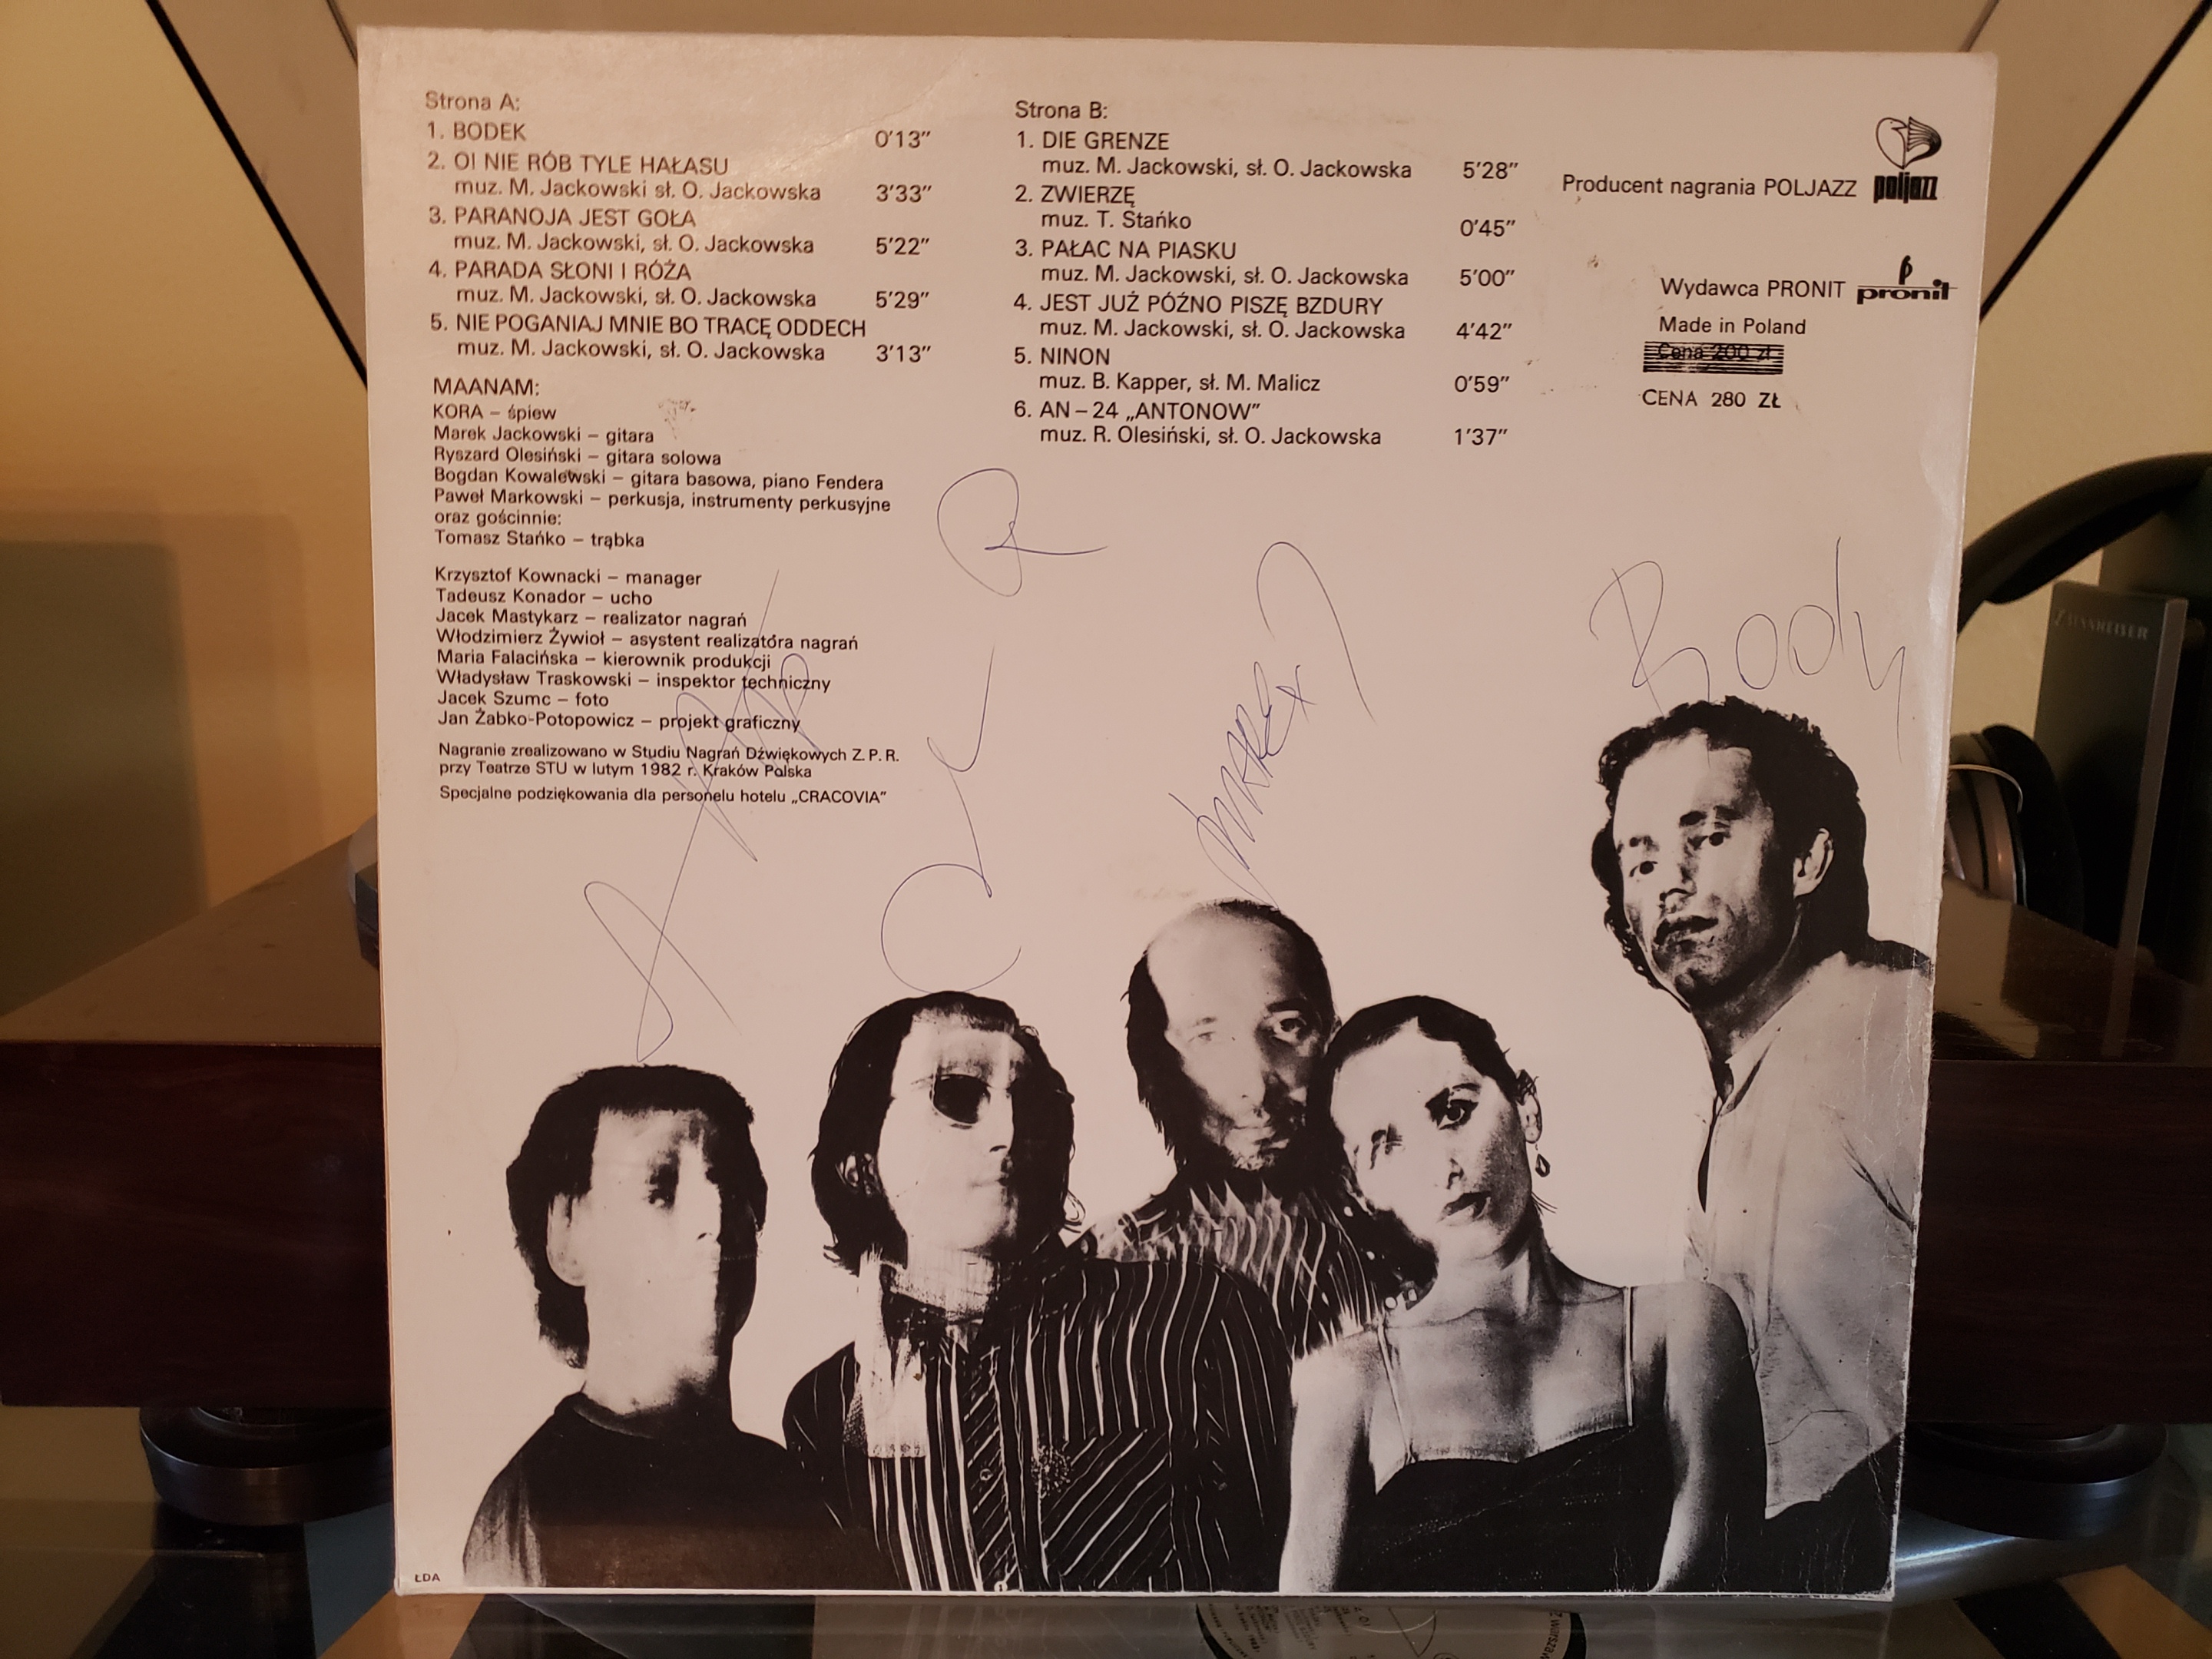 Strona A:
1. BODEK 0'13"
2. OI NIE RÓB TYLE HAŁASU
muz. M. Jackowski sł. O. Jackowska 3'33"
3. PARANOJA JEST GOŁA
muz. M. Jackowski, sł. O. Jackowska 5'22"
4. PARADA SŁONI I RÓŻA
muz. M. Jackowski, sł. O. Jackowska 5'29"
5. NIE POGANIAJ MNIE BO TRACĘ ODDECH
muz. M. Jackowski, sł. O. Jackowska 3'13"
MAANAM:
KORA – śpiew
Marek Jackowski – gitara
Ryszard Olesiński – gitara solowa
Bogdan Kowalewski – gitara basowa, piano Fendera
Paweł Markowski – perkusja, instrumenty perkusyjne
oraz gościnnie:
Tomasz Stańko – trąbka
Krzysztof Kownacki – manager
Tadeusz Konador – ucho
Jacek Mastykarz – realizator nagrań
Włodzimierz Żywioł – asystent realizatora nagrań
Maria Falacińska – kierownik produkcji
Władysław Traskowski – inspektor techniczny
Jacek Szumc – foto
Jan Żabko-Potopowicz – projekt graficzny
Nagranie zrealizowano w Studiu Nagrań Dźwiękowych Z.P.R.
przy Teatrze STU w lutym 1982 r. Kraków Polska
Specjalne podziękowania dla personelu hotelu „CRACOVIA"
Strona B:
1. DIE GRENZE
muz. M. Jackowski, sł. O. Jackowska 5'28"
2. ZWIERZĘ
muz. T. Stańko 0'45"
3. PAŁAC NA PIASKU
muz. M. Jackowski, sł. O. Jackowska 5'00"
4. JEST JUŻ PÓŹNO PISZĘ BZDURY
muz. M. Jackowski, sł. O. Jackowska 4'42"
5. NINON
muz. B. Kapper, sł. M. Malicz 0'59"
6. AN – 24 „ANTONOW"
muz. R. Olesiński, sł. O. Jackowska 1'37"
Producent nagrania POLJAZZ poljazz
Wydawca PRONIT pronit
Made in Poland
Cena 200 zł
CENA 280 ZŁ
MAREK
Body
SENNHEISER
ŁDA